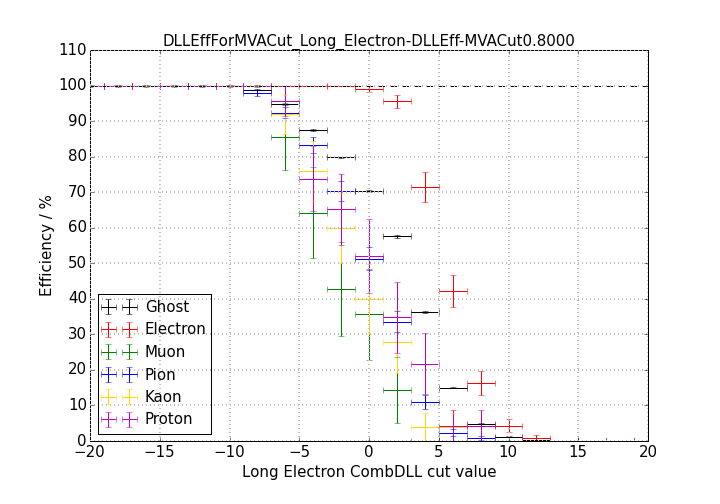 DLLEffForMVACut_Long_Electron-DLLEff-MVACut0.8000
110
100
90
80
70
60
50
40
30
20
10
0
Efficiency / %
Ghost
Electron
Muon
Pion
Kaon
Proton
−20 −15 −10 −5 0 5 10 15 20
Long Electron CombDLL cut value